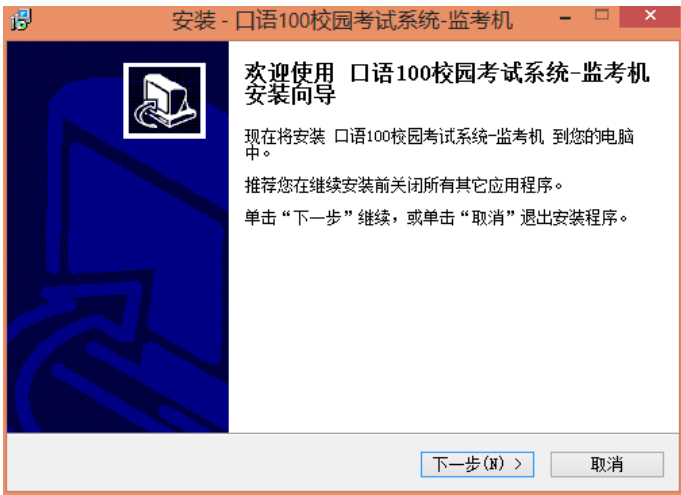 安装 - 口语100校园考试系统-监考机
欢迎使用 口语100校园考试系统-监考机
安装向导
现在将安装 口语100校园考试系统-监考机 到您的电脑
中。
推荐您在继续安装前关闭所有其它应用程序。
单击“下一步”继续，或单击“取消”退出安装程序。
下一步(N) >
取消